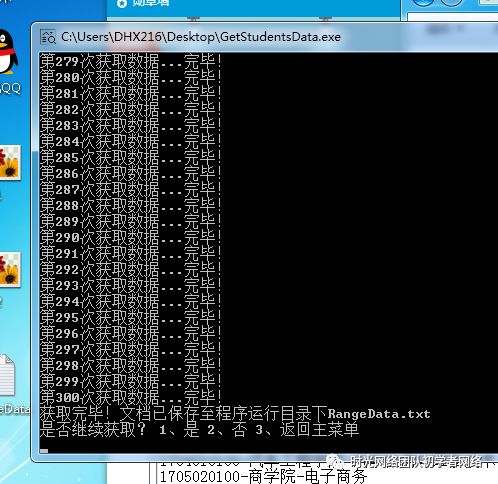 勋章墙
C:\Users\DHX216\Desktop\GetStudentsData.exe
QQ
第279次获取数据...完毕!
第280次获取数据...完毕!
第281次获取数据...完毕!
第282次获取数据...完毕!
第283次获取数据...完毕!
第284次获取数据...完毕!
第285次获取数据...完毕!
第286次获取数据...完毕!
第287次获取数据...完毕!
第288次获取数据...完毕!
第289次获取数据...完毕!
第290次获取数据...完毕!
第291次获取数据...完毕!
第292次获取数据...完毕!
第293次获取数据...完毕!
第294次获取数据...完毕!
第295次获取数据...完毕!
第296次获取数据...完毕!
第297次获取数据...完毕!
第298次获取数据...完毕!
第299次获取数据...完毕!
第300次获取数据...完毕!
获取完毕! 文档已保存至程序运行目录下RangeData.txt
是否继续获取? 1、是 2、否 3、返回主菜单
eData
时光网络团队初学者网络
1705020100-商学院-电子商务